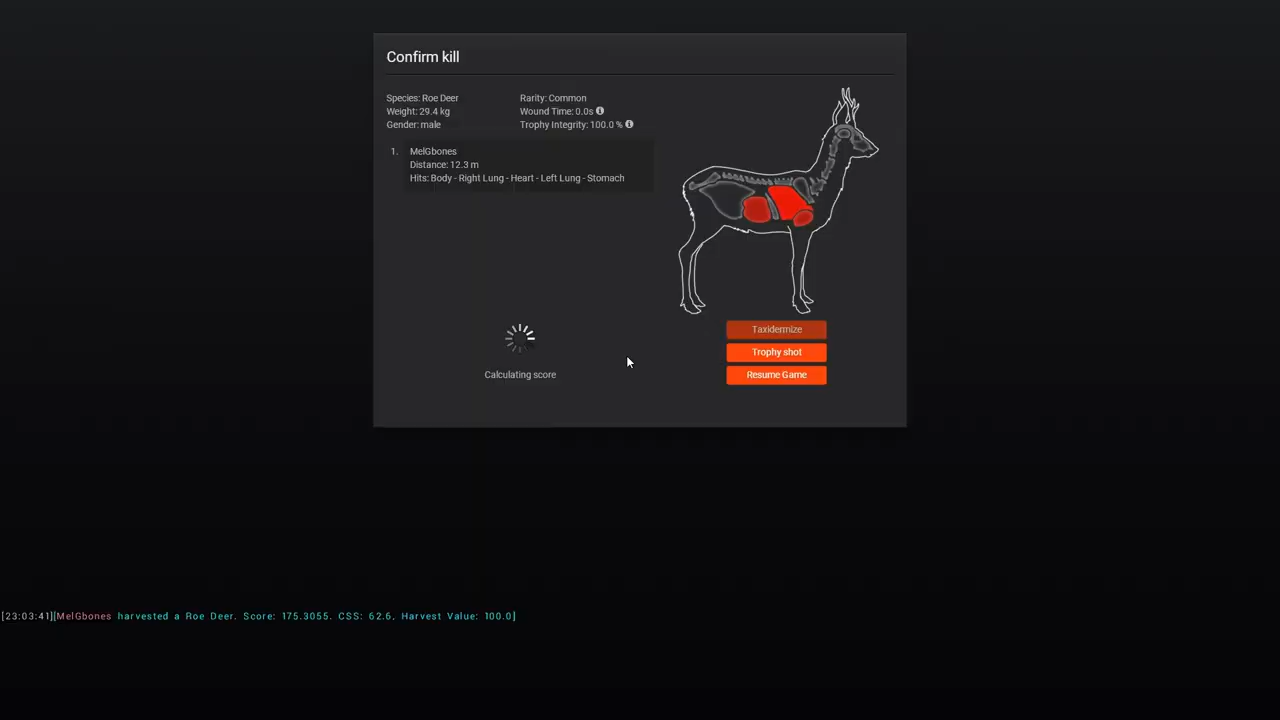 Confirm kill
Species: Roe Deer
Weight: 29.4 kg
Gender: male
Rarity: Common
Wound Time: 0.0s
Trophy Integrity: 100.0 %
1. MelGbones
Distance: 12.3 m
Hits: Body - Right Lung - Heart - Left Lung - Stomach
Calculating score
Taxidermize
Trophy shot
Resume Game
[23:03:41][MelGbones harvested a Roe Deer. Score: 175.3055. CSS: 62.6, Harvest Value: 100.0]